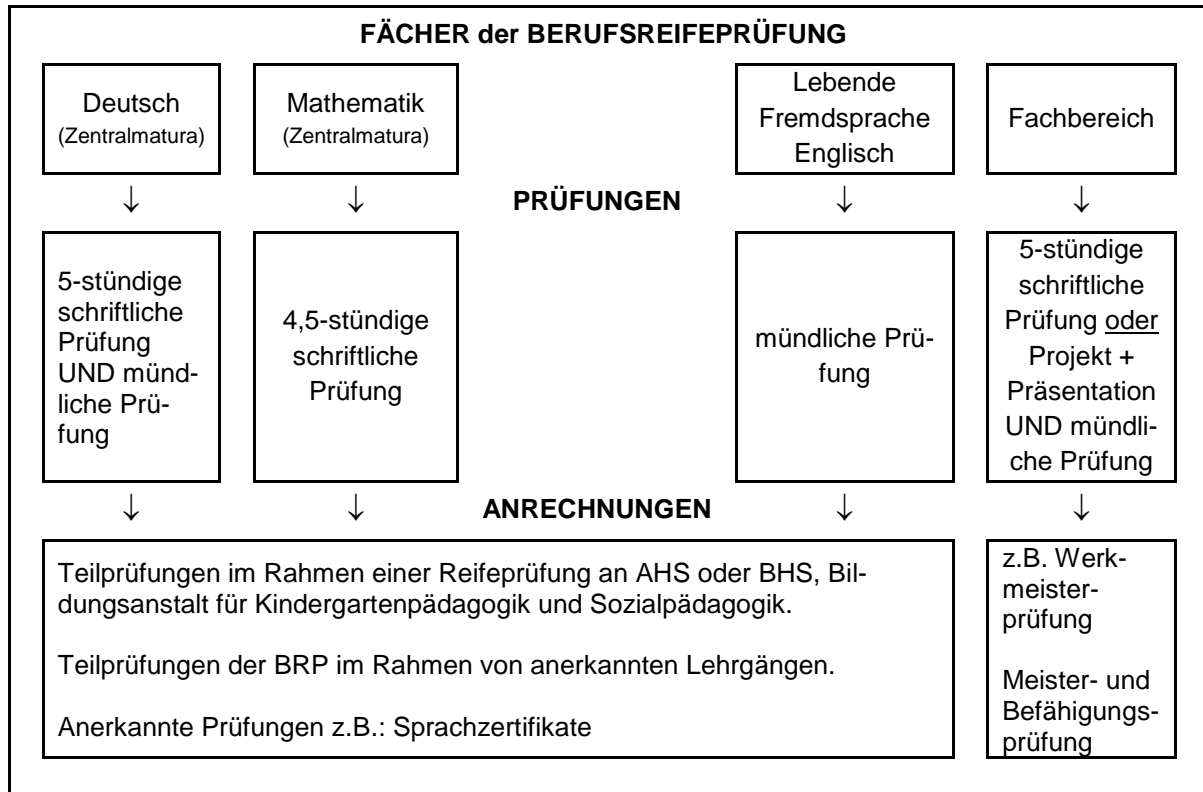 FÄCHER der BERUFSREIFEPRÜFUNG
Deutsch
(Zentralmatura)
Mathematik
(Zentralmatura)
Lebende
Fremdsprache
Englisch
Fachbereich
↓ ↓ PRÜFUNGEN ↓ ↓
5-stündige
schriftliche
Prüfung
UND münd-
liche Prü-
fung
4,5-stündige
schriftliche
Prüfung
mündliche Prü-
fung
5-stündige
schriftliche
Prüfung oder
Projekt +
Präsentation
UND mündli-
che Prüfung
↓ ↓ ANRECHNUNGEN ↓ ↓
Teilprüfungen im Rahmen einer Reifeprüfung an AHS oder BHS, Bil-
dungsanstalt für Kindergartenpädagogik und Sozialpädagogik.
Teilprüfungen der BRP im Rahmen von anerkannten Lehrgängen.
Anerkannte Prüfungen z.B.: Sprachzertifikate
z.B. Werk-
meister-
prüfung
Meister- und
Befähigungs-
prüfung